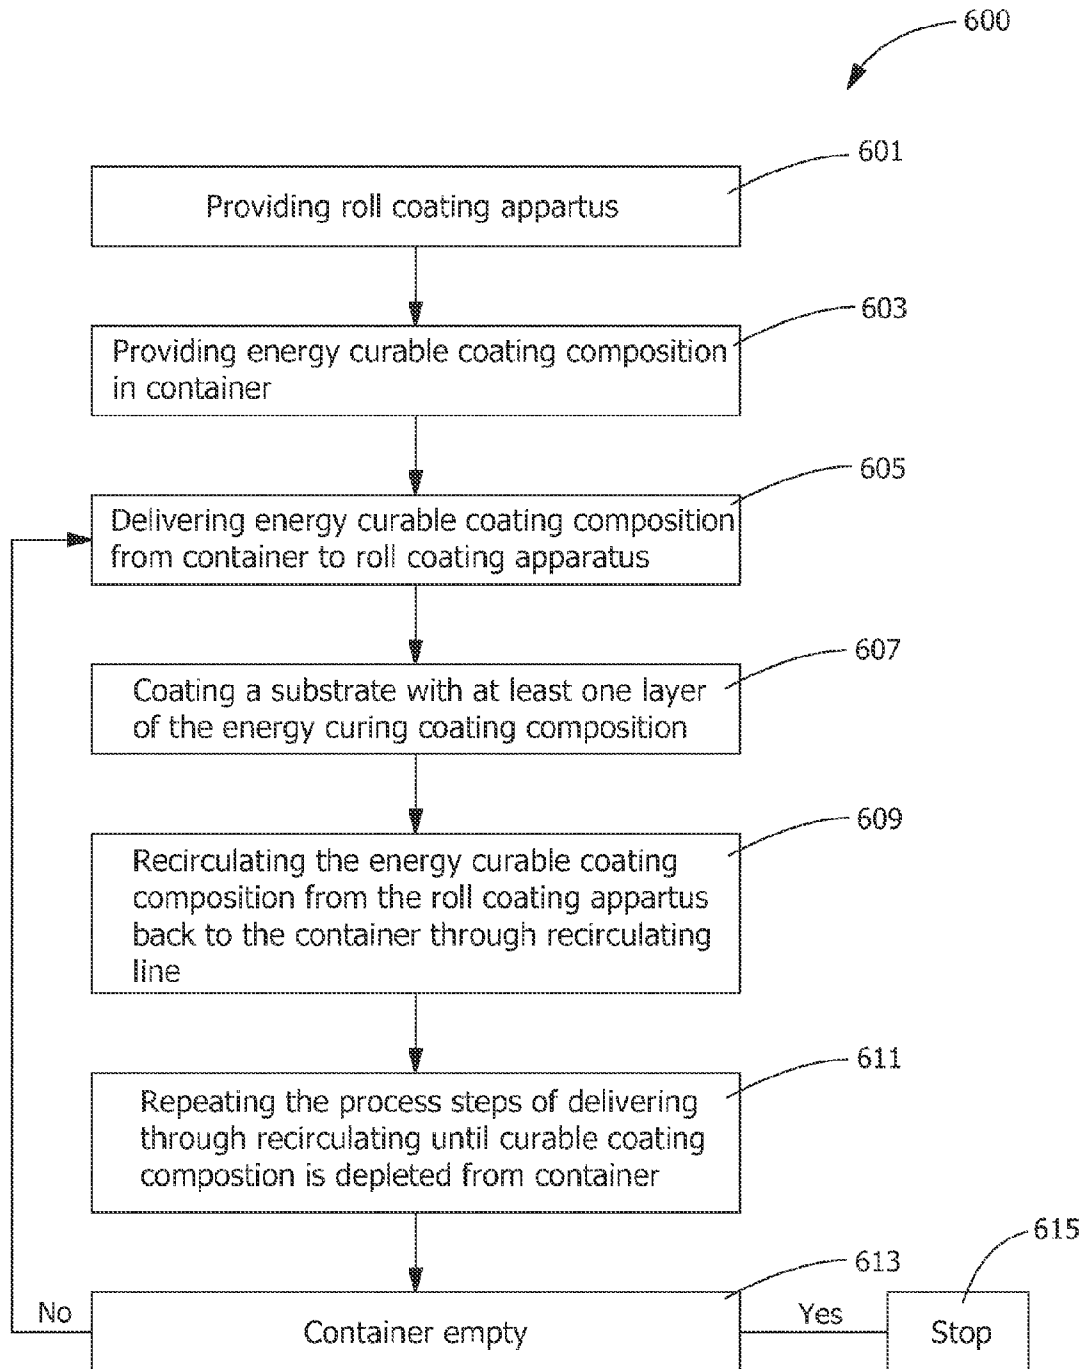 600
601
Providing roll coating appartus
603
Providing energy curable coating composition
in container
605
Delivering energy curable coating composition
from container to roll coating apparatus
607
Coating a substrate with at least one layer
of the energy curing coating composition
609
Recirculating the energy curable coating
composition from the roll coating appartus
back to the container through recirculating
line
611
Repeating the process steps of delivering
through recirculating until curable coating
compostion is depleted from container
613
615
No
Container empty
Yes
Stop